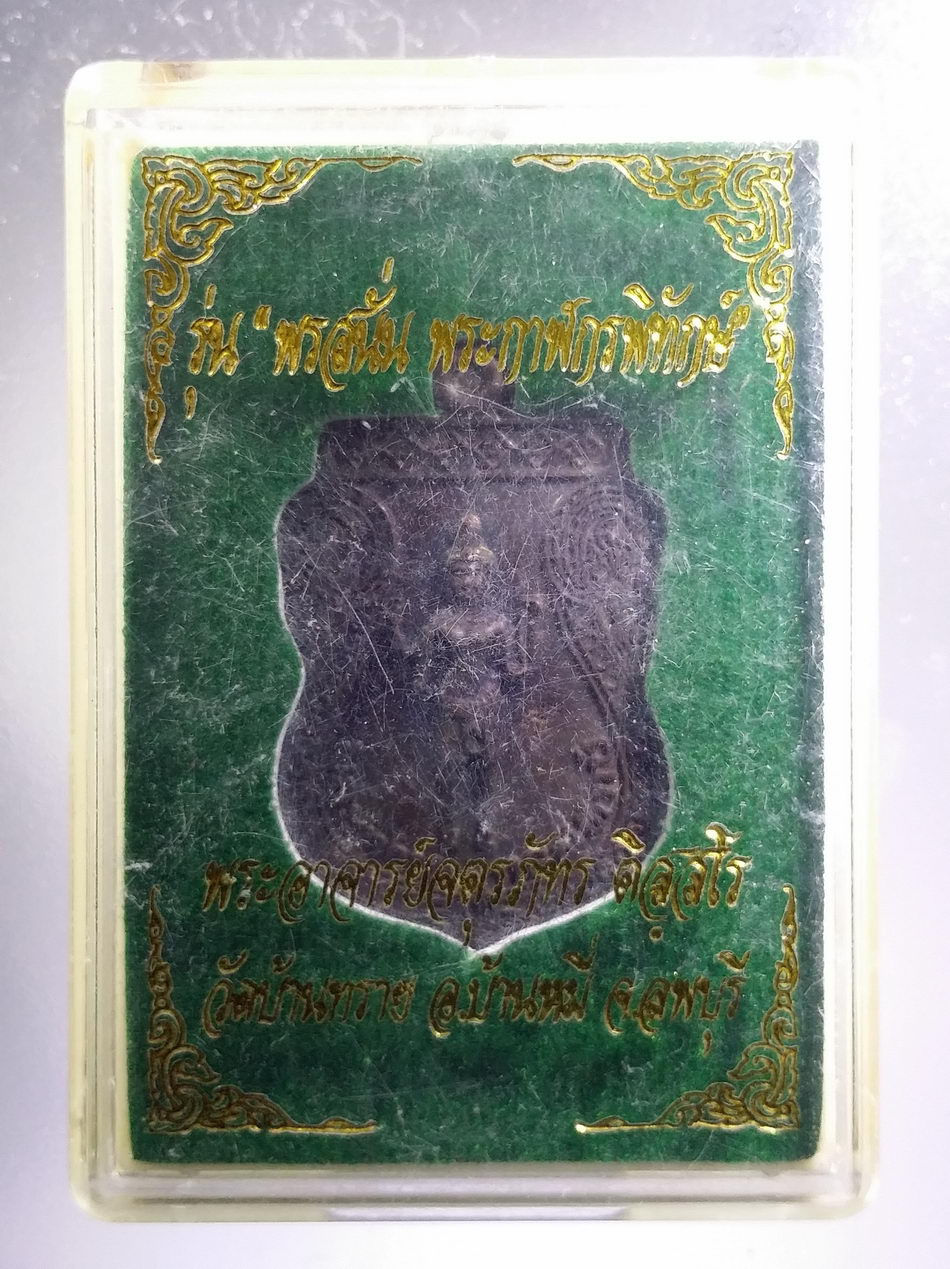 รุ่น "พรสนั่น พระกาฬกรพิทักษ์"
พระอาจารย์จตุรภัทร ติสฺสโร
วัดบ้านทราย อ.บ้านหมี่ จ.ลพบุรี